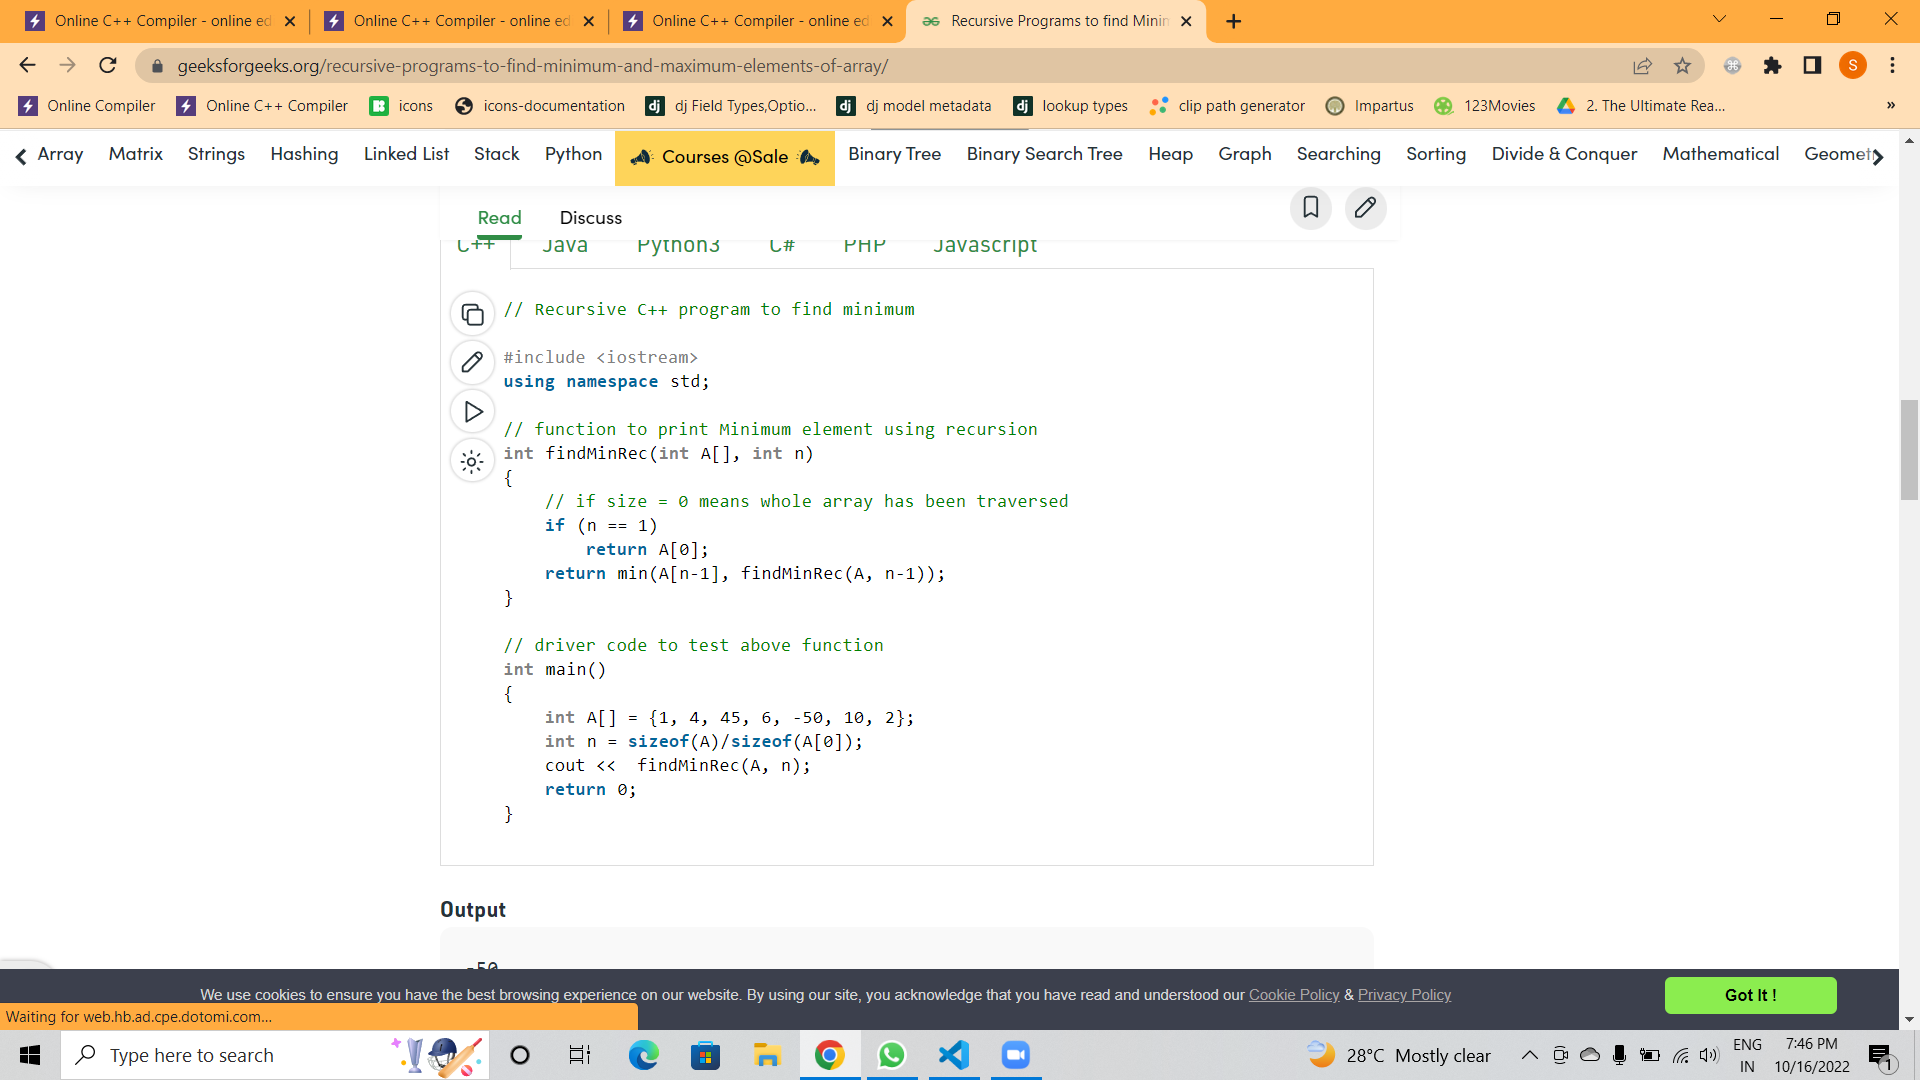 Online C++ Compiler - online ed
Online C++ Compiler - online ed
Online C++ Compiler - online ed
Recursive Programs to find Minin
geeksforgeeks.org/recursive-programs-to-find-minimum-and-maximum-elements-of-array/
S
Online Compiler
Online C++ Compiler
icons
icons-documentation
dj dj Field Types,Optio...
dj dj model metadata
dj lookup types
clip path generator
Impartus
123Movies
2. The Ultimate Rea...
»
Array Matrix Strings Hashing Linked List Stack Python Courses @Sale Binary Tree Binary Search Tree Heap Graph Searching Sorting Divide & Conquer Mathematical Geomet
Read Discuss
C++ Java Python3 C# PHP Javascript
// Recursive C++ program to find minimum
#include <iostream>
using namespace std;
// function to print Minimum element using recursion
int findMinRec(int A[], int n)
{
// if size = 0 means whole array has been traversed
if (n == 1)
return A[0];
return min(A[n-1], findMinRec(A, n-1));
}
// driver code to test above function
int main()
{
int A[] = {1, 4, 45, 6, -50, 10, 2};
int n = sizeof(A)/sizeof(A[0]);
cout <<  findMinRec(A, n);
return 0;
}
Output
-50
We use cookies to ensure you have the best browsing experience on our website. By using our site, you acknowledge that you have read and understood our Cookie Policy & Privacy Policy
Got It !
Waiting for web.hb.ad.cpe.dotomi.com...
Type here to search
28°C Mostly clear
ENG
IN
7:46 PM
10/16/2022
1